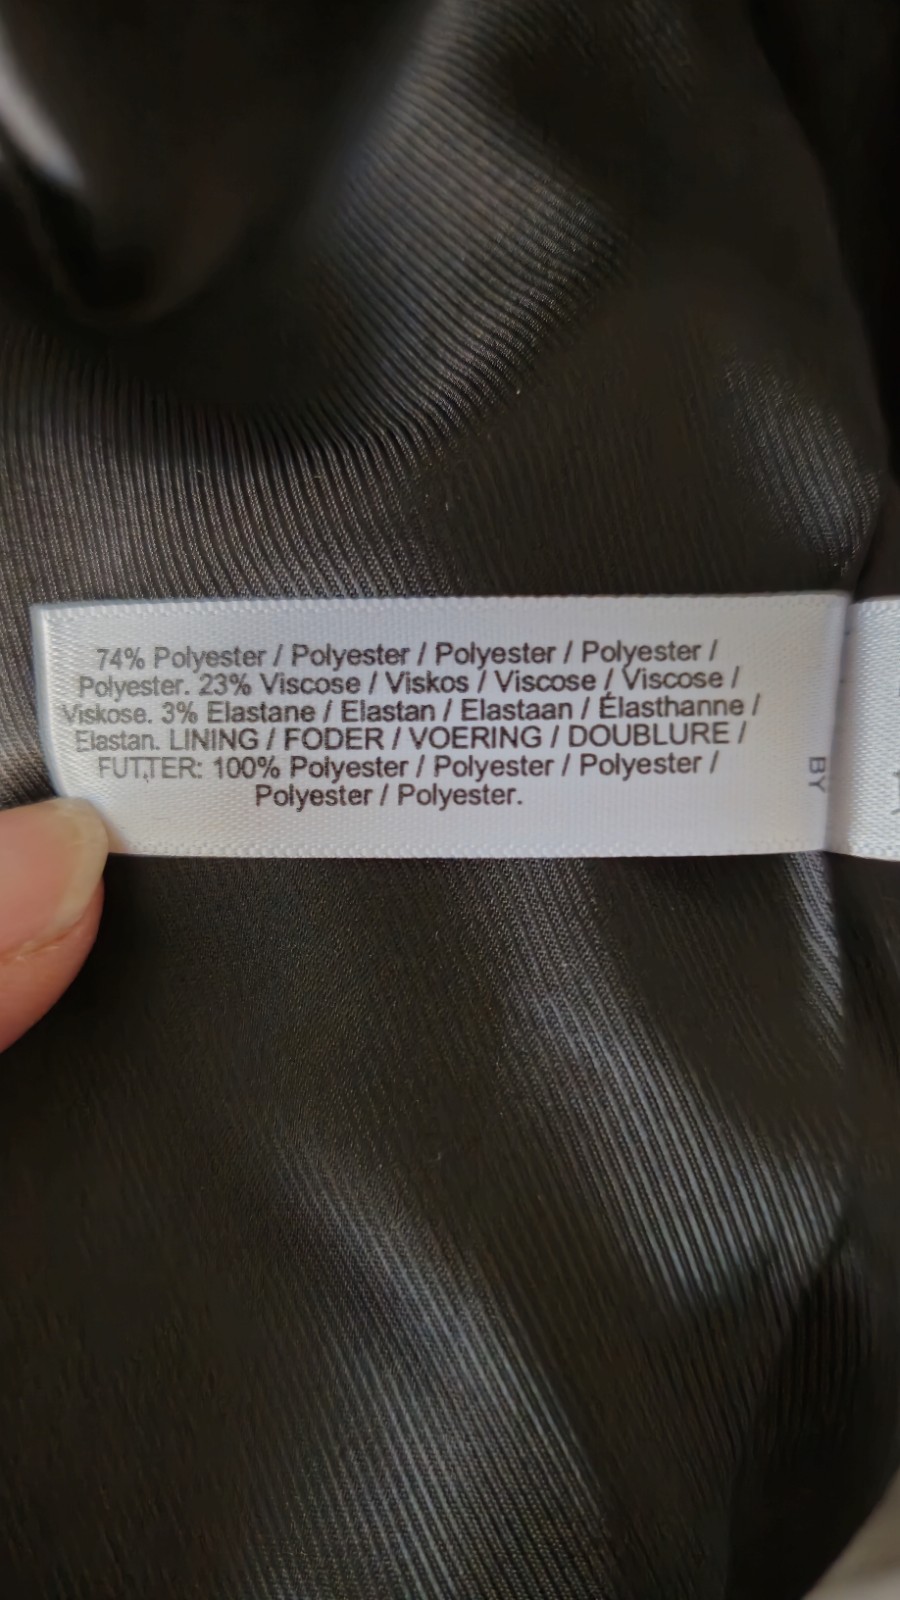 74% Polyester / Polyester / Polyester / Polyester /
Polyester. 23% Viscose / Viskos / Viscose / Viscose /
Viskose. 3% Elastane / Elastan / Elastaan / Élasthanne /
Elastan. LINING / FODER / VOERING / DOUBLURE /
FUTTER: 100% Polyester / Polyester / Polyester /
Polyester / Polyester.
BY